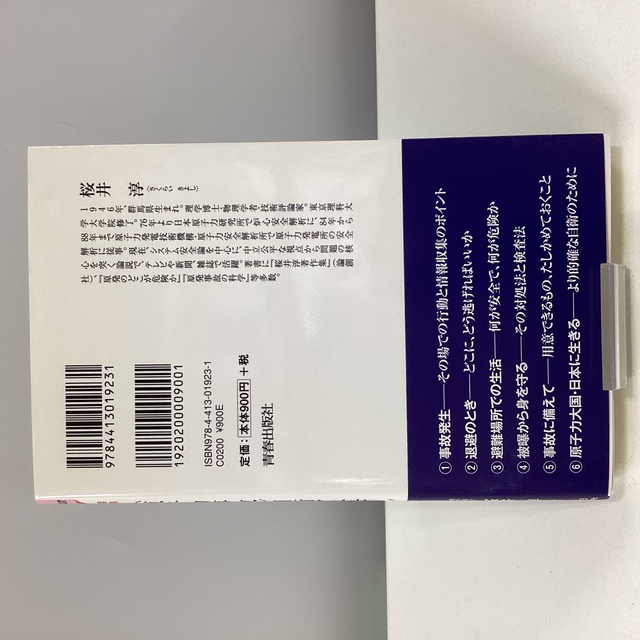 桜井 淳(さくらい きよし)
1946年群馬県生まれ。理学博士・物理学者・技術評論家。東京理科大
学大学院修了。76年より日本原子力研究所で炉心安全解析に、84年から
88年まで原子力発電技術機構・原子力安全解析所で原子力発電所の安全
解析に従事。現在、システム安全論を中心に、中立公平な視点から問題の核
心を突く論説で、テレビや新聞、雑誌で活躍。著書に「桜井淳著作集」(論創
社)、「原発のどこが危険か」「原発事故の科学」等多数。
9784413019231
1920200009001
ISBN978-4-413-01923-1
C0200 ¥900E
定価:本体900円+税
青春出版社
①事故発生——その場での行動と情報収集のポイント
②退避のとき——どこに、どう逃げればいいか
③避難場所での生活——何が安全で、何が危険か
④被曝から身を守る——その対処法と検査法
⑤事故に備えて——用意できるもの、たしかめておくこと
⑥原子力大国・日本に生きる——より的確な自衛のために